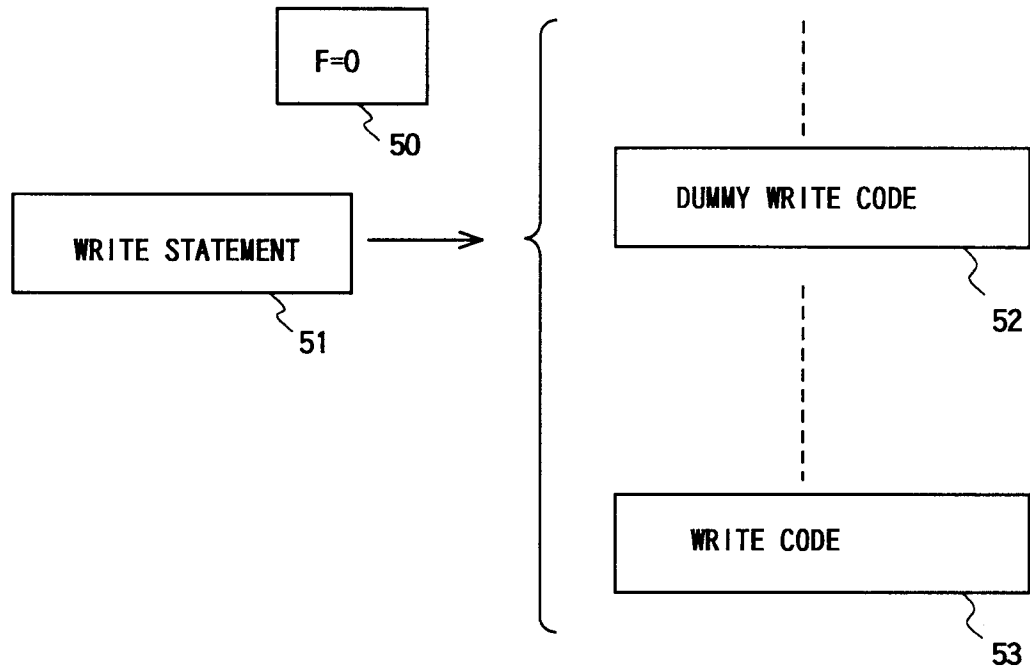 F=0
50
DUMMY WRITE CODE
52
WRITE STATEMENT
51
WRITE CODE
53